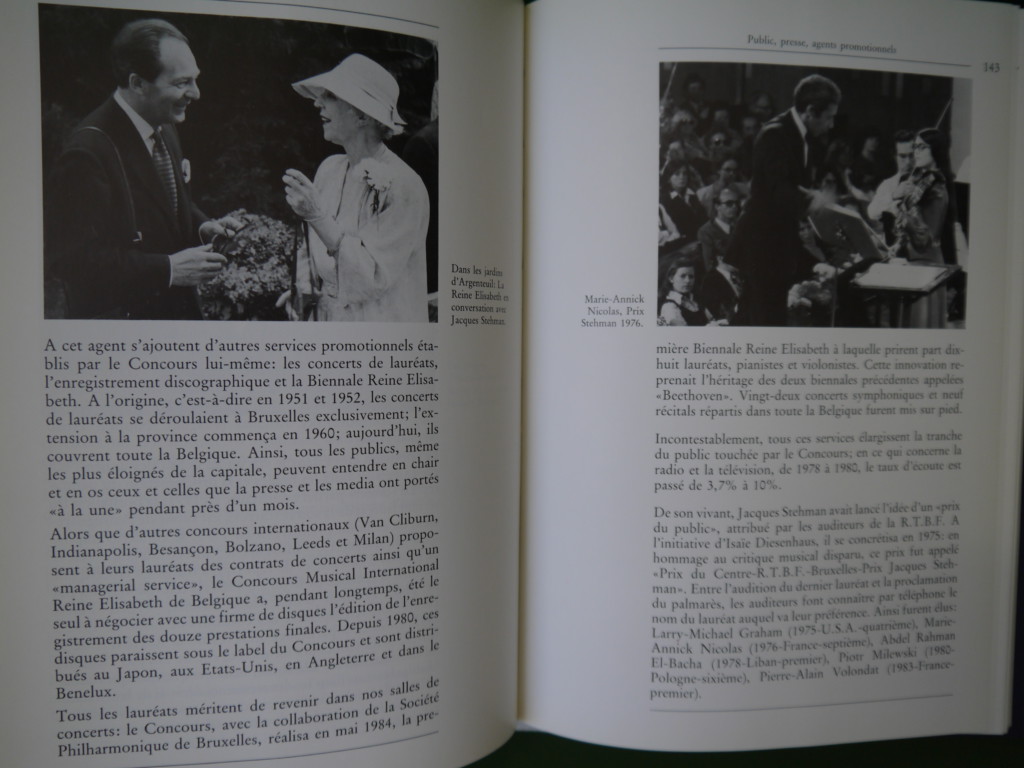 Dans les jardins
d'Argenteuil: La
Reine Elisabeth en
conversation avec
Jacques Stehman.
A cet agent s'ajoutent d'autres services promotionnels éta-
blis par le Concours lui-même: les concerts de lauréats,
l'enregistrement discographique et la Biennale Reine Elisa-
beth. A l'origine, c'est-à-dire en 1951 et 1952, les concerts
de lauréats se déroulaient à Bruxelles exclusivement; l'ex-
tension à la province commença en 1960; aujourd'hui, ils
couvrent toute la Belgique. Ainsi, tous les publics, même
les plus éloignés de la capitale, peuvent entendre en chair
et en os ceux et celles que la presse et les media ont portés
«à la une» pendant près d'un mois.
Alors que d'autres concours internationaux (Van Cliburn,
Indianapolis, Besançon, Bolzano, Leeds et Milan) propo-
sent à leurs lauréats des contrats de concerts ainsi qu'un
«managerial service», le Concours Musical International
Reine Elisabeth de Belgique a, pendant longtemps, été le
seul à négocier avec une firme de disques l'édition de l'enre-
gistrement des douze prestations finales. Depuis 1980, ces
disques paraissent sous le label du Concours et sont distri-
bués au Japon, aux Etats-Unis, en Angleterre et dans le
Benelux.
Tous les lauréats méritent de revenir dans nos salles de
concerts: le Concours, avec la collaboration de la Société
Philharmonique de Bruxelles, réalisa en mai 1984, la pre-
Public, presse, agents promotionnels
143
Marie-Annick
Nicolas, Prix
Stehman 1976.
mière Biennale Reine Elisabeth à laquelle prirent part dix-
huit lauréats, pianistes et violonistes. Cette innovation re-
prenait l'héritage des deux biennales précédentes appelées
«Beethoven». Vingt-deux concerts symphoniques et neuf
récitals répartis dans toute la Belgique furent mis sur pied.
Incontestablement, tous ces services élargissent la tranche
du public touchée par le Concours; en ce qui concerne la
radio et la télévision, de 1978 à 1980, le taux d'écoute est
passé de 3,7% à 10%.
De son vivant, Jacques Stehman avait lancé l'idée d'un «prix
du public», attribué par les auditeurs de la R.T.B.F. A
l'initiative d'Isaïe Diesenhaus, il se concrétisa en 1975: en
hommage au critique musical disparu, ce prix fut appelé
«Prix du Centre-R.T.B.F.-Bruxelles-Prix Jacques Steh-
man». Entre l'audition du dernier lauréat et la proclamation
du palmarès, les auditeurs font connaître par téléphone le
nom du lauréat auquel va leur préférence. Ainsi furent élus:
Larry-Michael Graham (1975-U.S.A.-quatrième), Marie-
Annick Nicolas (1976-France-septième), Abdel Rahman
El-Bacha (1978-Liban-premier), Piotr Milewski (1980-
Pologne-sixième), Pierre-Alain Volondat (1983-France-
premier).